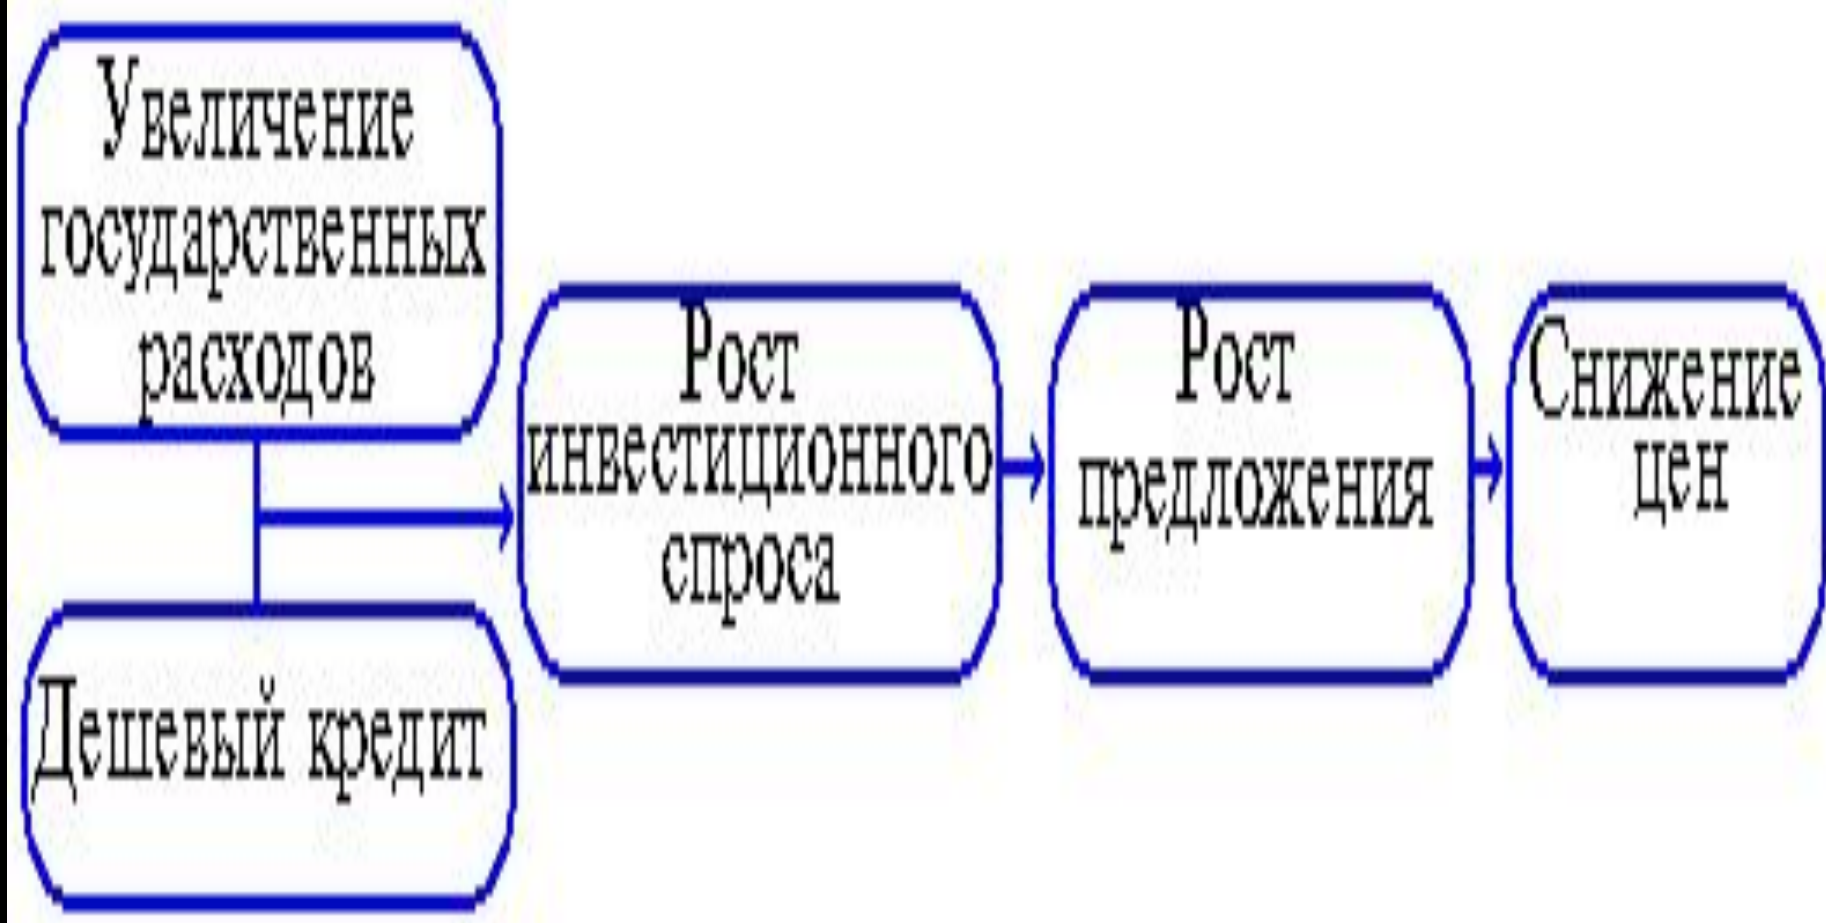 Увеличение
государственных
расходов
Дешевый кредит
Рост
инвестиционного
спроса
Рост
предложения
Снижение
цен